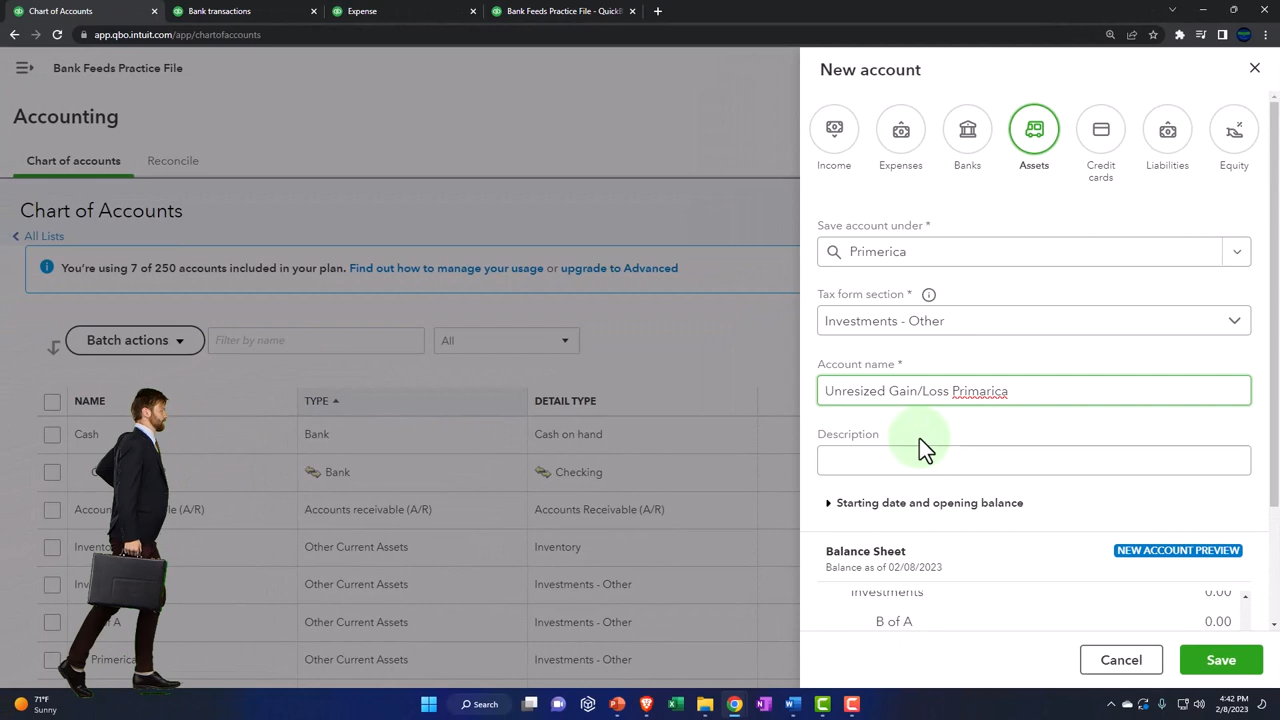 Chart of Accounts
Bank transactions
Expense
Bank Feeds Practice File - Quickf
app.qbo.intuit.com/app/chartofaccounts
Bank Feeds Practice File
Accounting
Chart of accounts
Reconcile
Chart of Accounts
All Lists
You're using 7 of 250 accounts included in your plan. Find out how to manage your usage or upgrade to Advanced
Batch actions
Filter by name
All
NAME
TYPE
DETAIL TYPE
Cash
Bank
Cash on hand
Bank
Checking
Accoun
vable (A/R)
Accounts receivable (A/R)
Accounts Receivable (A/R)
Invento
Other Current Assets
Inventory
Inv
Other Current Assets
Investments - Other
f A
Other Current Assets
Investments - Other
Primerica
Other Current Assets
Investments - Other
New account
Income
Expenses
Banks
Assets
Credit cards
Liabilities
Equity
Save account under *
Primerica
Tax form section *
Investments - Other
Account name *
Unresized Gain/Loss Primarica
Description
Starting date and opening balance
Balance Sheet
NEW ACCOUNT PREVIEW
Balance as of 02/08/2023
Investments 0.00
B of A 0.00
Cancel
Save
71°F
Sunny
Search
4:42 PM
2/8/2023